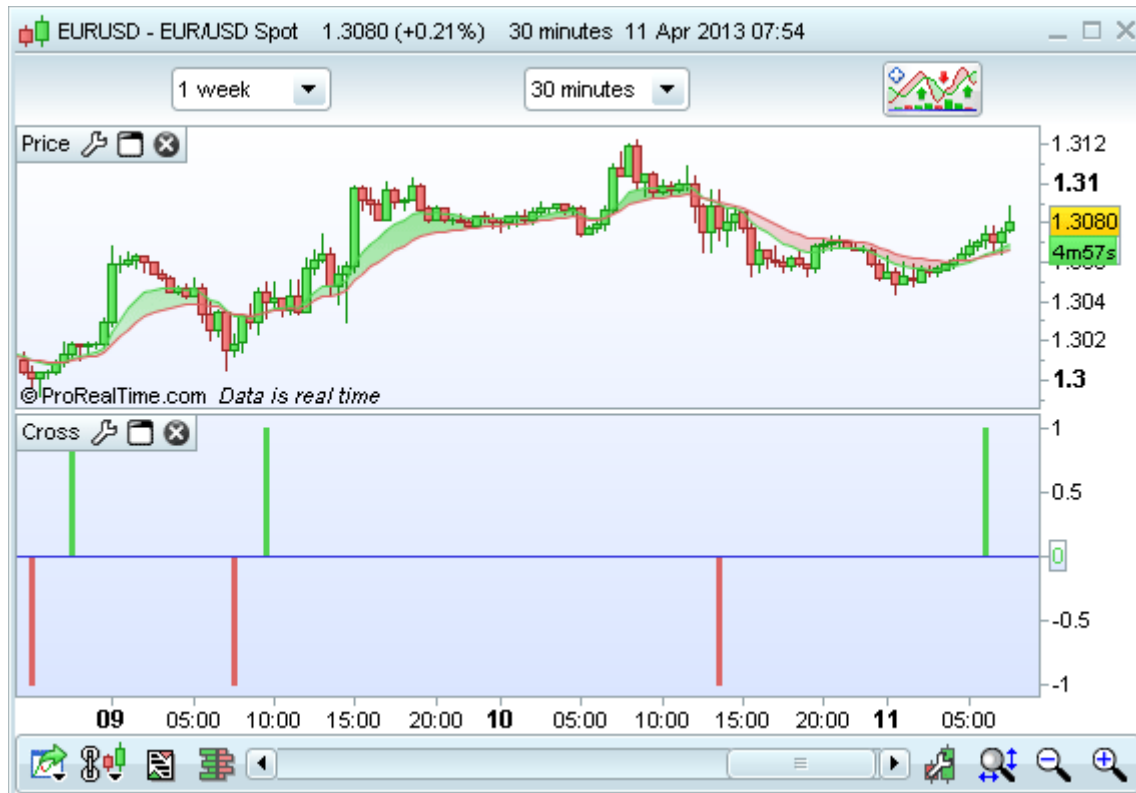 EURUSD - EUR/USD Spot 1.3080 (+0.21%) 30 minutes 11 Apr 2013 07:54
1 week 30 minutes
Price
1.312
1.31
1.3080
4m57s
1.304
1.302
1.3
© ProRealTime.com Data is real time
Cross
1
0.5
0
-0.5
-1
09 05:00 10:00 15:00 20:00 10 05:00 10:00 15:00 20:00 11 05:00